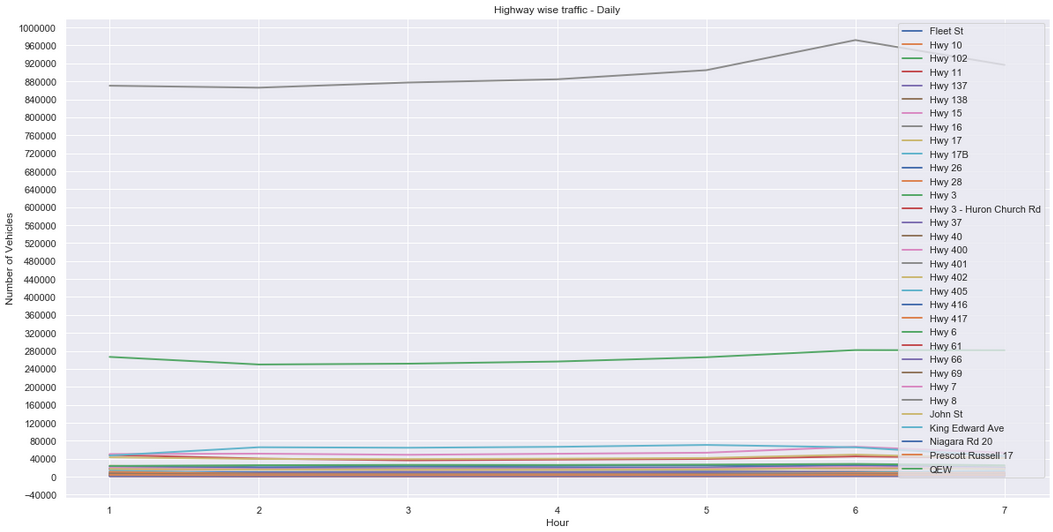 Highway wise traffic - Daily
Number of Vehicles
1000000
960000
920000
880000
840000
800000
760000
720000
680000
640000
600000
560000
520000
480000
440000
400000
360000
320000
280000
240000
200000
160000
120000
80000
40000
0
−40000
Fleet St
Hwy 10
Hwy 102
Hwy 11
Hwy 137
Hwy 138
Hwy 15
Hwy 16
Hwy 17
Hwy 17B
Hwy 26
Hwy 28
Hwy 3
Hwy 3 - Huron Church Rd
Hwy 37
Hwy 40
Hwy 400
Hwy 401
Hwy 402
Hwy 405
Hwy 416
Hwy 417
Hwy 6
Hwy 61
Hwy 66
Hwy 69
Hwy 7
Hwy 8
John St
King Edward Ave
Niagara Rd 20
Prescott Russell 17
QEW
1 2 3 4 5 6 7
Hour